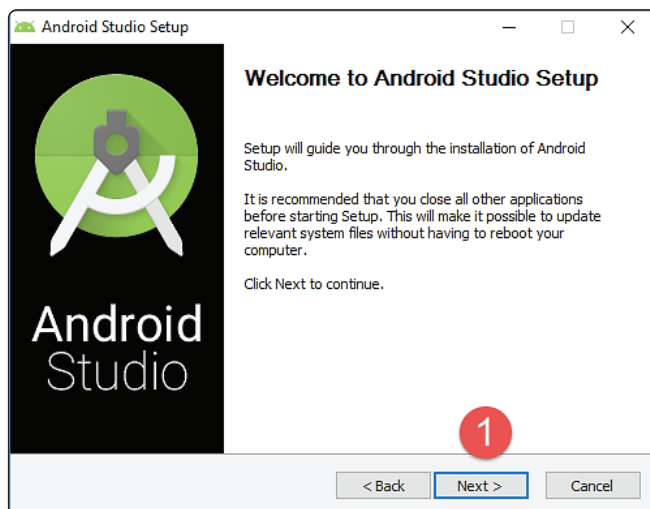 Android Studio Setup
Welcome to Android Studio Setup
Setup will guide you through the installation of Android
Studio.
It is recommended that you close all other applications
before starting Setup. This will make it possible to update
relevant system files without having to reboot your
computer.
Click Next to continue.
Android
Studio
1
< Back
Next >
Cancel